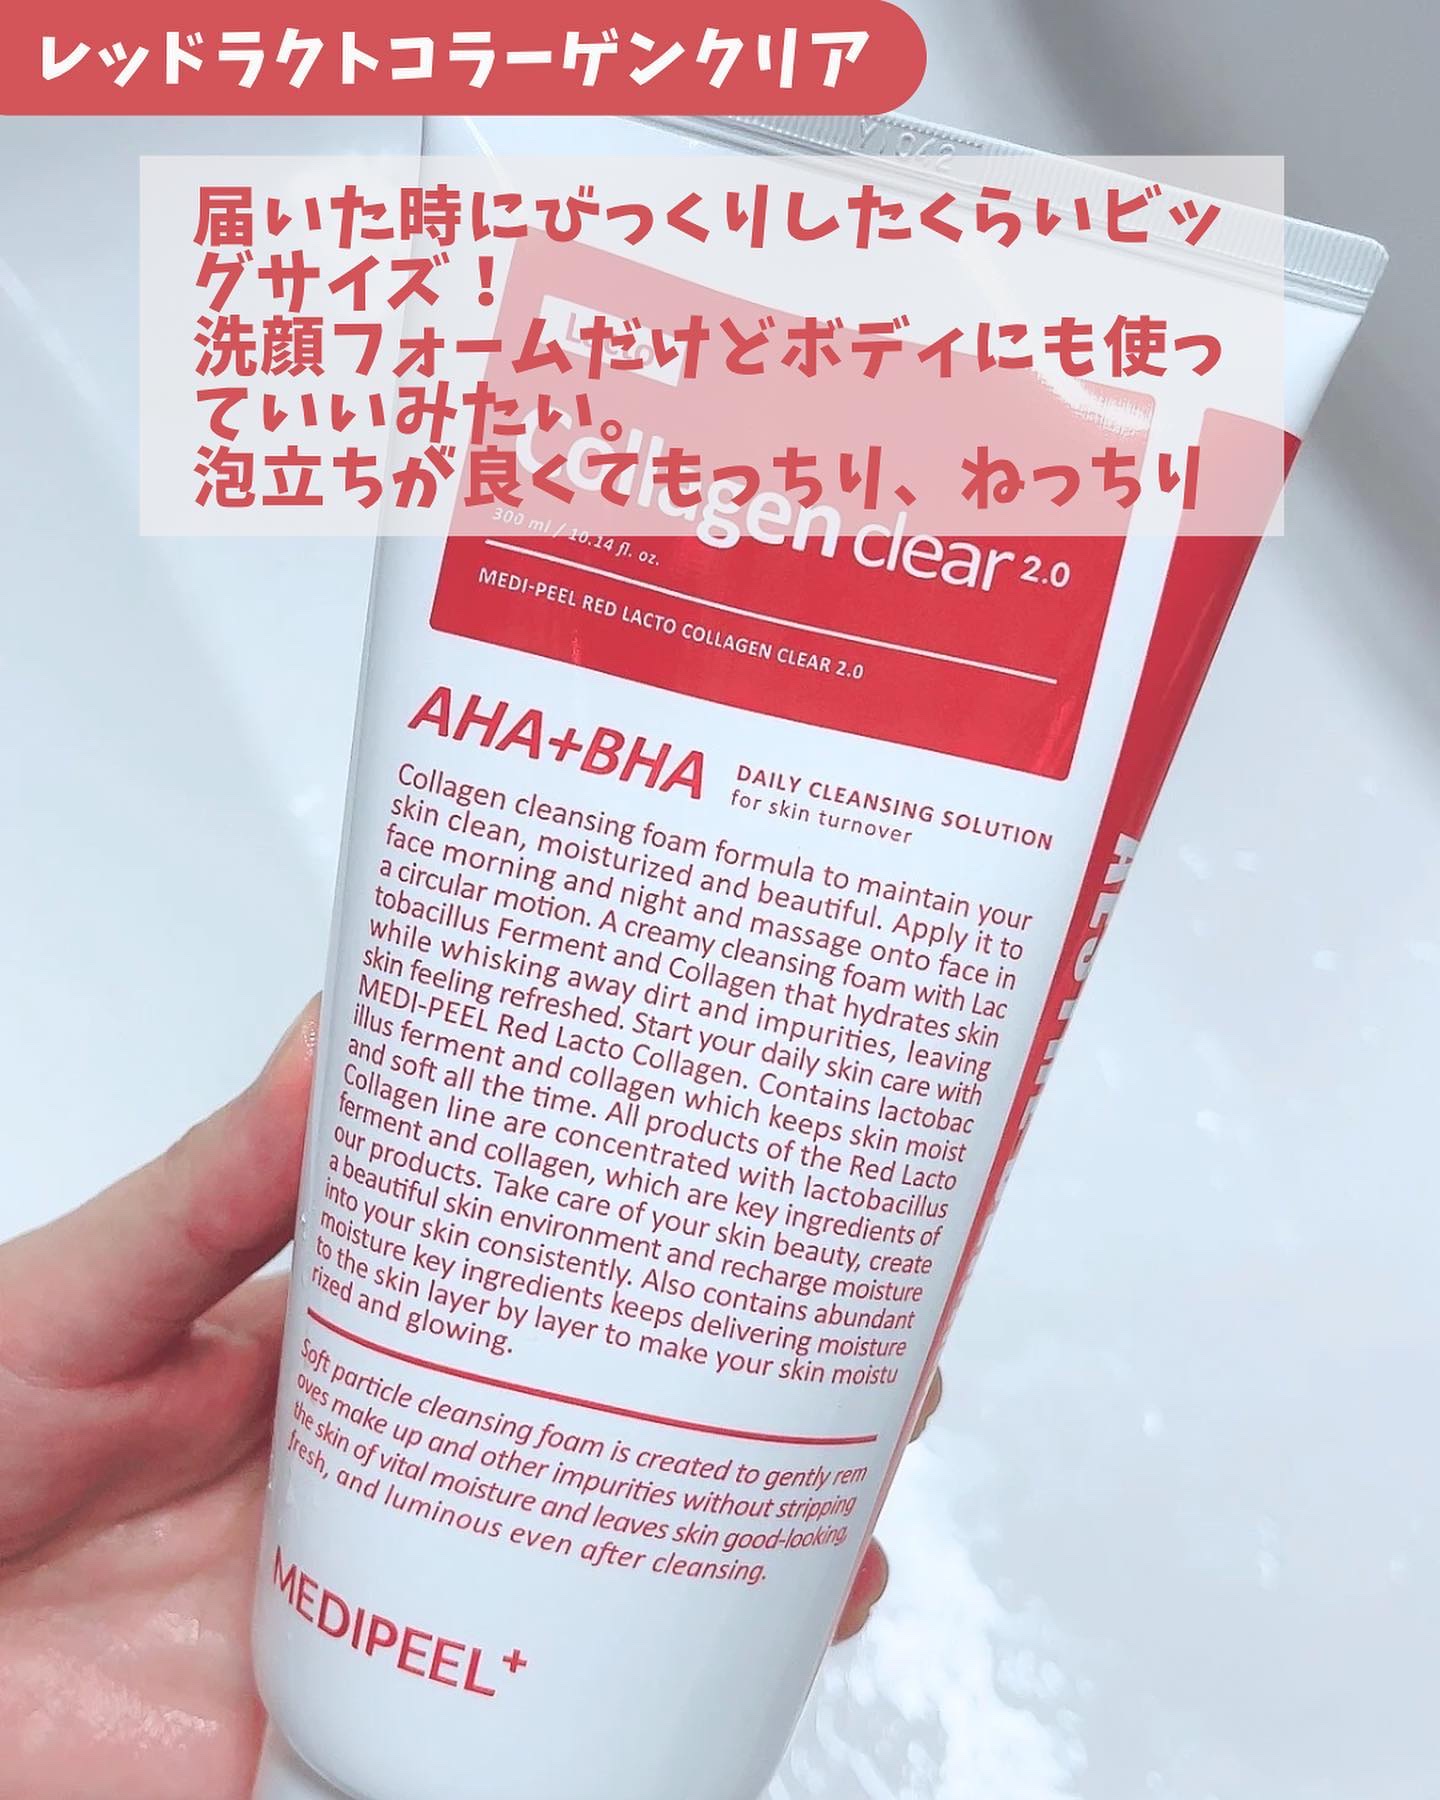 レッドラクトコラーゲンクリア
Y1062
届いた時にびっくりしたくらいビッ
グサイズ!
洗顔フォームだけどボディにも使っ
ていいみたい。
泡立ちが良くてもっちり、ねっちり
Lacto
collagen clear 2.0
300 ml / 10.14 fl. oz.
MEDI-PEEL RED LACTO COLLAGEN CLEAR 2.0
AHA+BHA
DAILY CLEANSING SOLUTION
for skin turnover
Collagen cleansing foam formula to maintain your
skin clean, moisturized and beautiful. Apply it to
face morning and night and massage onto face in
a circular motion. A creamy cleansing foam with Lac
tobacillus Ferment and Collagen that hydrates skin
while whisking away dirt and impurities, leaving
skin feeling refreshed. Start your daily skin care with
MEDI-PEEL Red Lacto Collagen. Contains lactobac
illus ferment and collagen which keeps skin moist
and soft all the time. All products of the Red Lacto
Collagen line are concentrated with lactobacillus
ferment and collagen, which are key ingredients of
our products. Take care of your skin beauty, create
a beautiful skin environment and recharge moisture
into your skin consistently. Also contains abundant
moisture key ingredients keeps delivering moisture
to the skin layer by layer to make your skin moistu
rized and glowing.
Soft particle cleansing foam is created to gently rem
oves make up and other impurities without stripping
the skin of vital moisture and leaves skin good-looking,
fresh, and luminous even after cleansing.
MEDIPEEL+